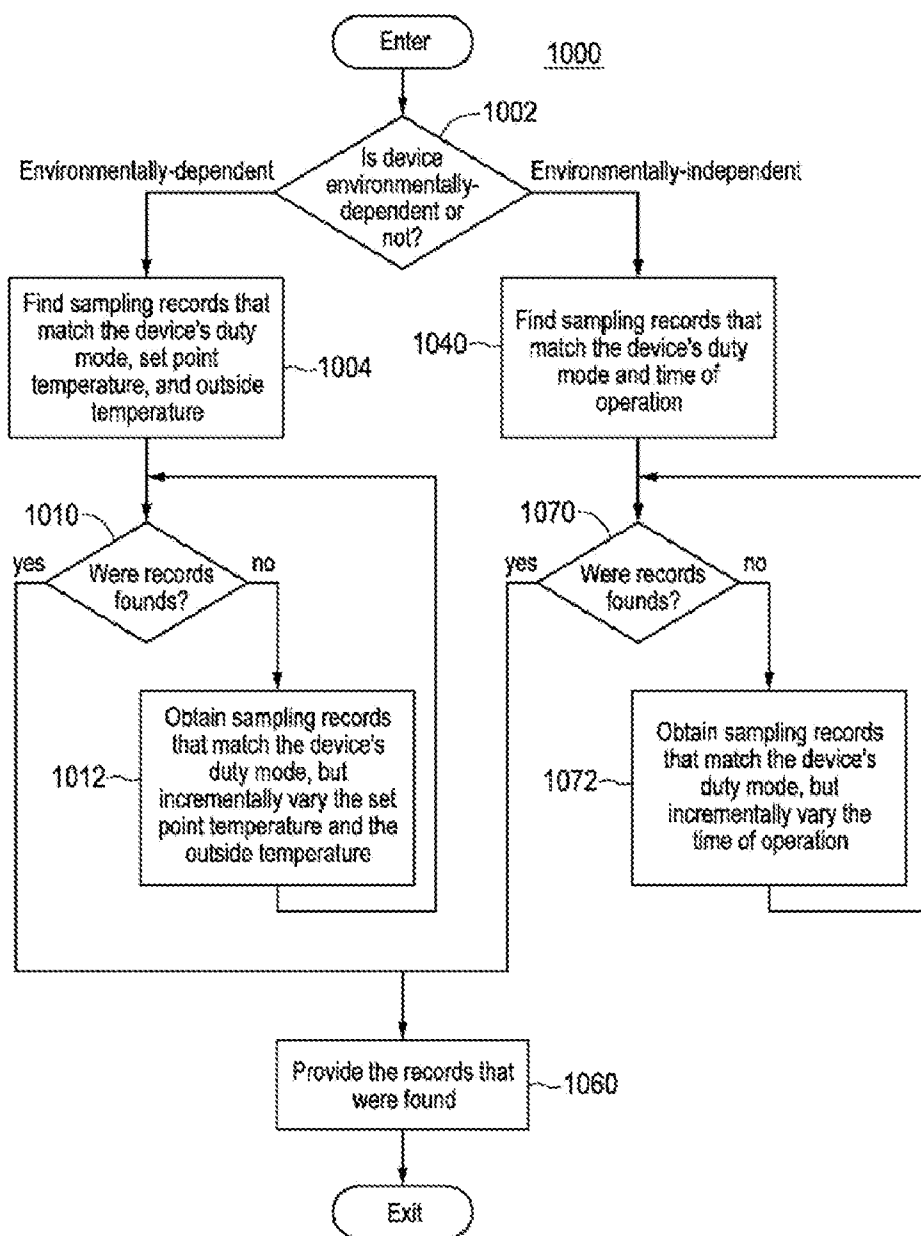 Enter
1000
1002
Environmentally-dependent
Is device
environmentally-
dependent or
not?
Environmentally-independent
Find sampling records that
match the device's duty
mode, set point
temperature, and outside
temperature
1004
1040
Find sampling records that
match the device's duty
mode and time of
operation
1010
yes
Were records
founds?
no
1070
yes
Were records
founds?
no
1012
Obtain sampling records
that match the device's
duty mode, but
incrementally vary the set
point temperature and the
outside temperature
1072
Obtain sampling records
that match the device's
duty mode, but
incrementally vary the
time of operation
Provide the records that
were found
1060
Exit